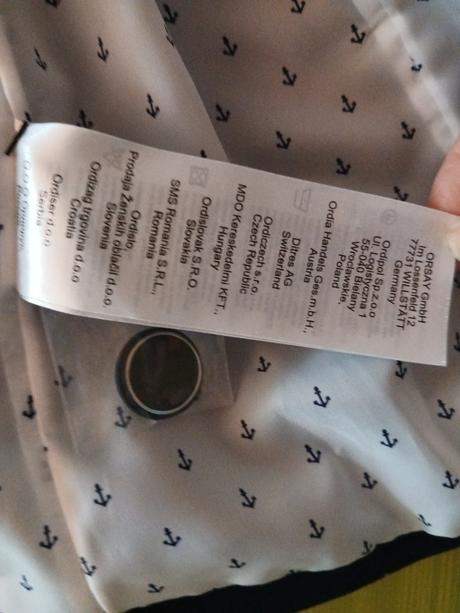 ORSAY GmbH
Im Lossenfeld 12
77731 WILLSTÄTT
Germany
Ordipol Sp.z.o.o
Ul. Logistyczna 1
55-040 Bielany
Wrocławskie,
Poland
Ordia Handels Ges.m.b.H.,
Austria
Ditres AG
Switzerland
Ordiczech s.r.o.
Czech Republic
MDO Kereskedelmi KFT.,
Hungary
Ordislovak S.R.O.
Slovakia
SMS Romania S.R.L.,
Romania
Ordinlo,
Prodaja Ženskih oblačil d.o.o
Slovenia
Ordizag trgovina d.o.o
Croatia
Ordiser d.o.o
Serbia